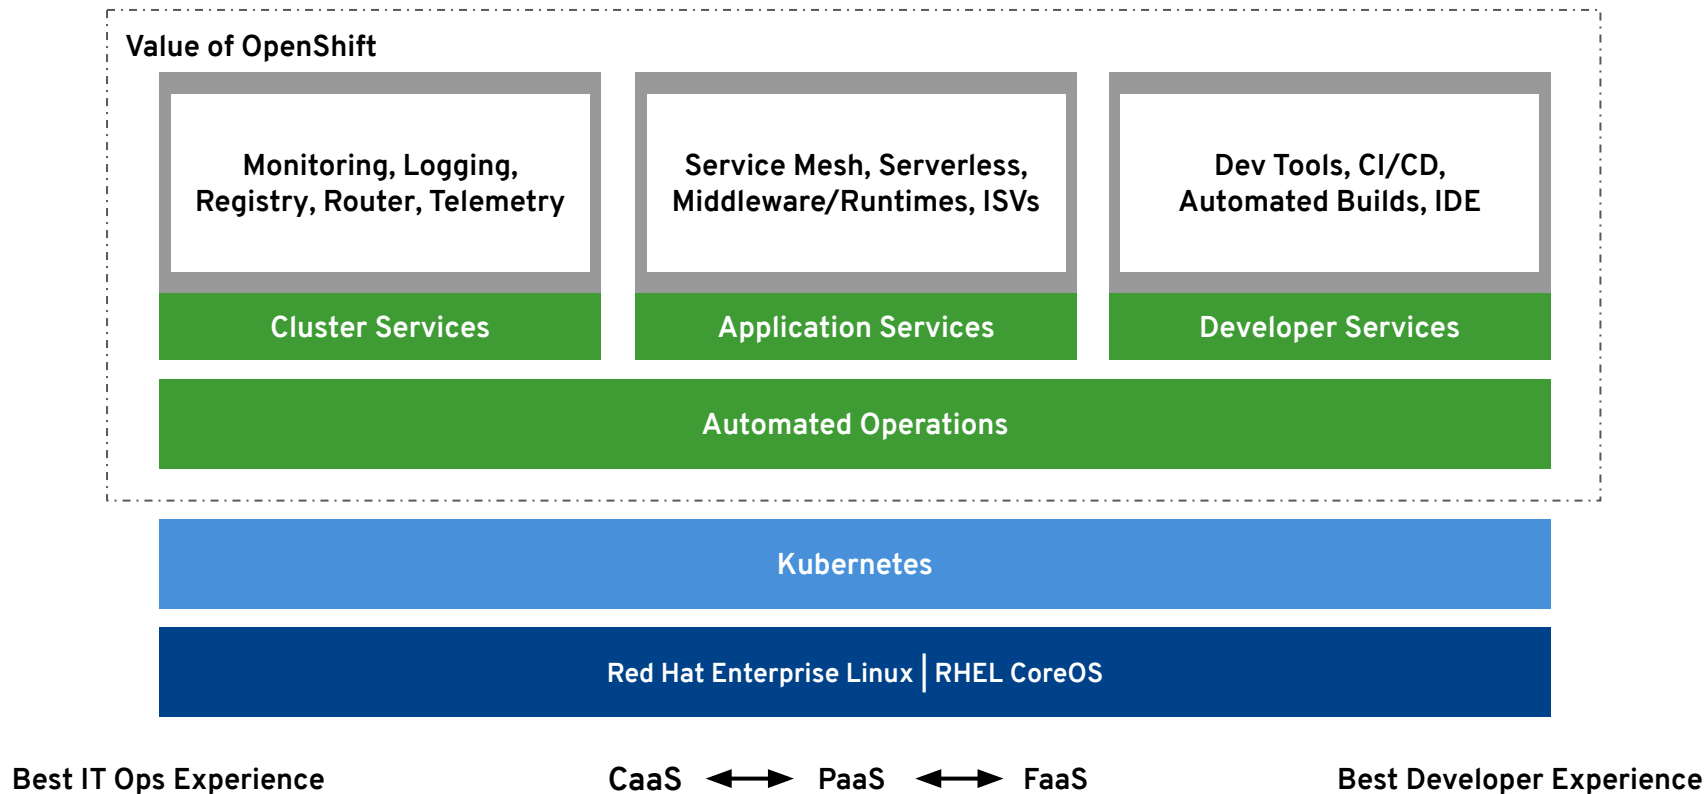 Value of OpenShift
Monitoring, Logging,
Registry, Router, Telemetry
Cluster Services
Service Mesh, Serverless,
Middleware/Runtimes, ISVs
Application Services
Dev Tools, CI/CD,
Automated Builds, IDE
Developer Services
Automated Operations
Kubernetes
Red Hat Enterprise Linux | RHEL CoreOS
Best IT Ops Experience
CaaS
PaaS
FaaS
Best Developer Experience